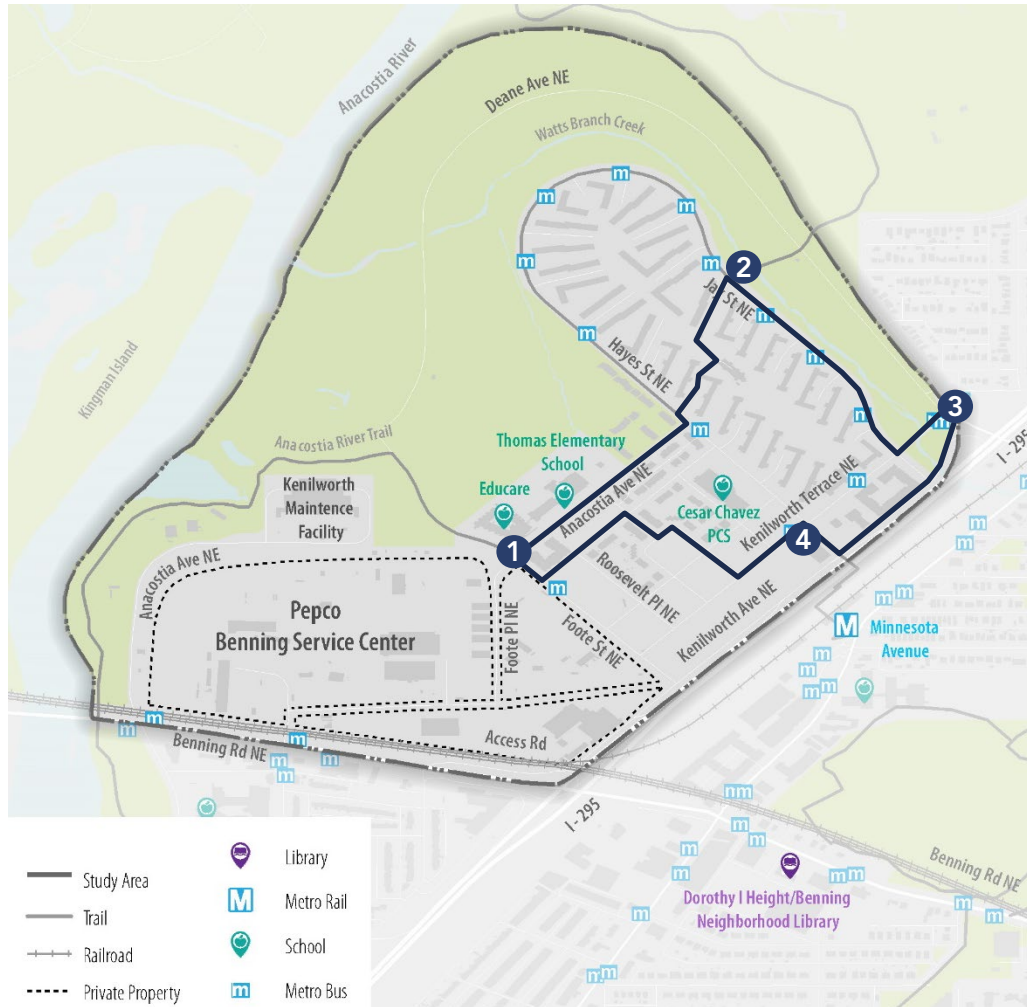 Anacostia River
Deane Ave NE
Watts Branch Creek
Kingman Island
2
Jay St NE
Hayes St NE
3
I - 295
Anacostia River Trail
Thomas Elementary
School
Educare
Anacostia Ave NE
Cesar Chavez
PCS
Kenilworth Terrace NE
Kenilworth
Maintence
Facility
1
4
Anacostia Ave NE
Roosevelt Pl NE
Kenilworth Ave NE
Pepco
Benning Service Center
Foote Pl NE
Foote St NE
M
Minnesota
Avenue
Access Rd
Benning Rd NE
I - 295
Benning Rd NE
Dorothy I Height/Benning
Neighborhood Library
Study Area
Trail
Railroad
Private Property
Library
M Metro Rail
School
m Metro Bus